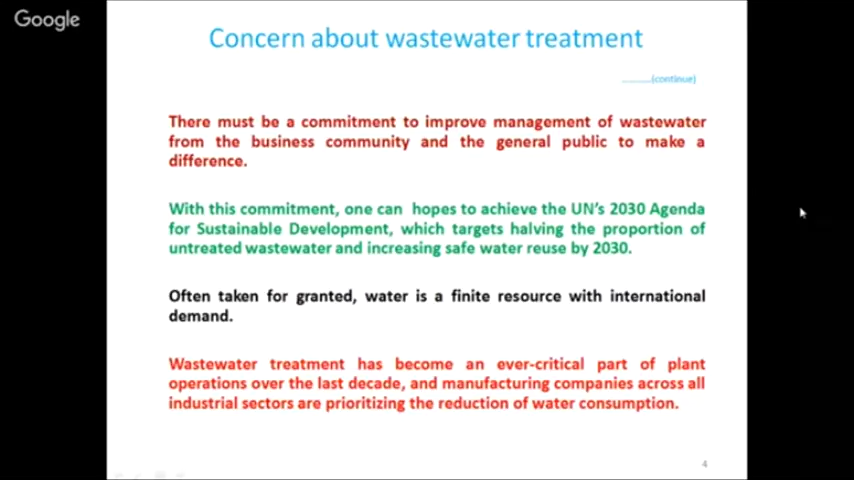 Google
Concern about wastewater treatment
..........(continue)
There must be a commitment to improve management of wastewater
from the business community and the general public to make a
difference.
With this commitment, one can hopes to achieve the UN's 2030 Agenda
for Sustainable Development, which targets halving the proportion of
untreated wastewater and increasing safe water reuse by 2030.
Often taken for granted, water is a finite resource with international
demand.
Wastewater treatment has become an ever-critical part of plant
operations over the last decade, and manufacturing companies across all
industrial sectors are prioritizing the reduction of water consumption.
4